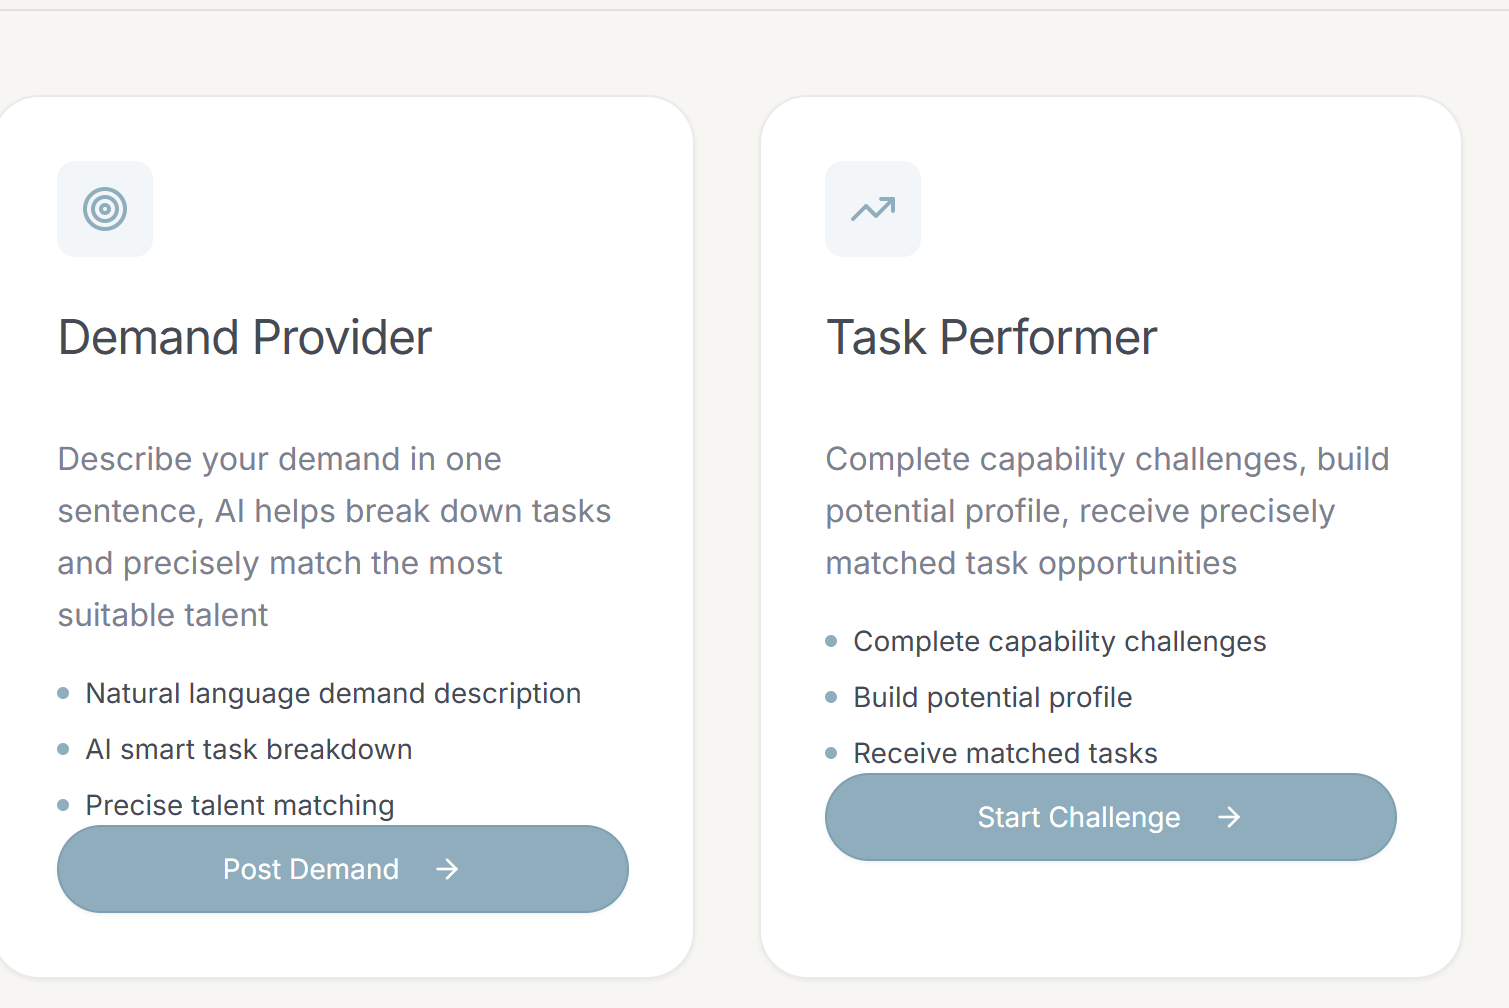 Demand Provider
Describe your demand in one
sentence, AI helps break down tasks
and precisely match the most
suitable talent
Natural language demand description
AI smart task breakdown
Precise talent matching
Post Demand
Task Performer
Complete capability challenges, build
potential profile, receive precisely
matched task opportunities
Complete capability challenges
Build potential profile
Receive matched tasks
Start Challenge